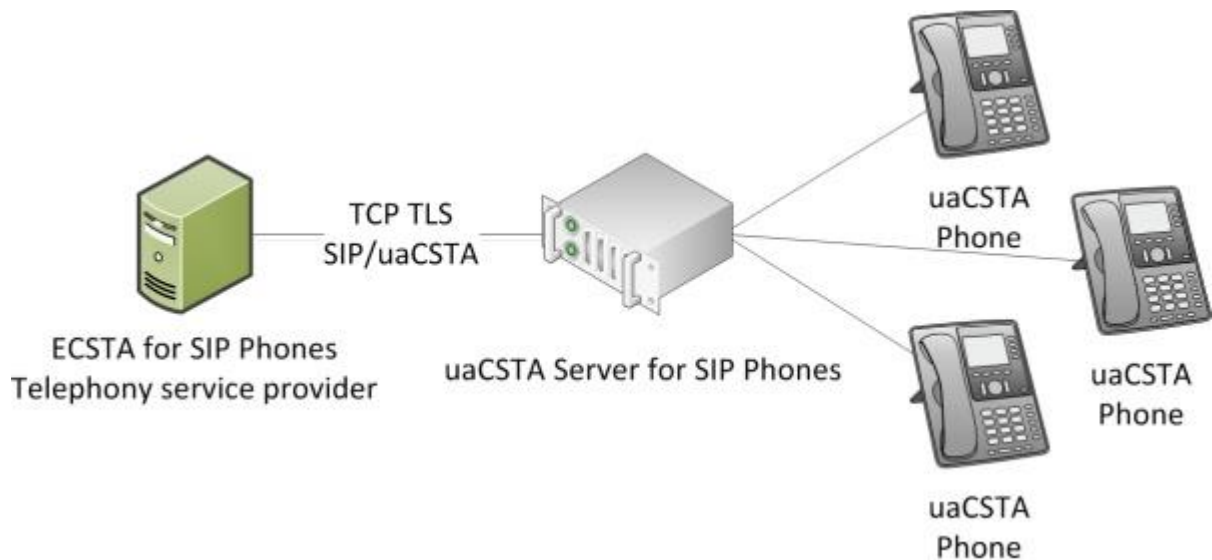 TCP TLS
SIP/uaCSTA
ECSTA for SIP Phones
Telephony service provider
uaCSTA Server for SIP Phones
uaCSTA
Phone
uaCSTA
Phone
uaCSTA
Phone